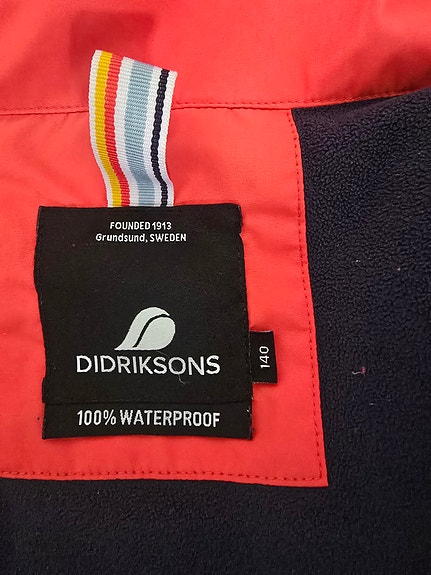 FOUNDED 1913
Grundsund, SWEDEN
DIDRIKSONS
140
100% WATERPROOF